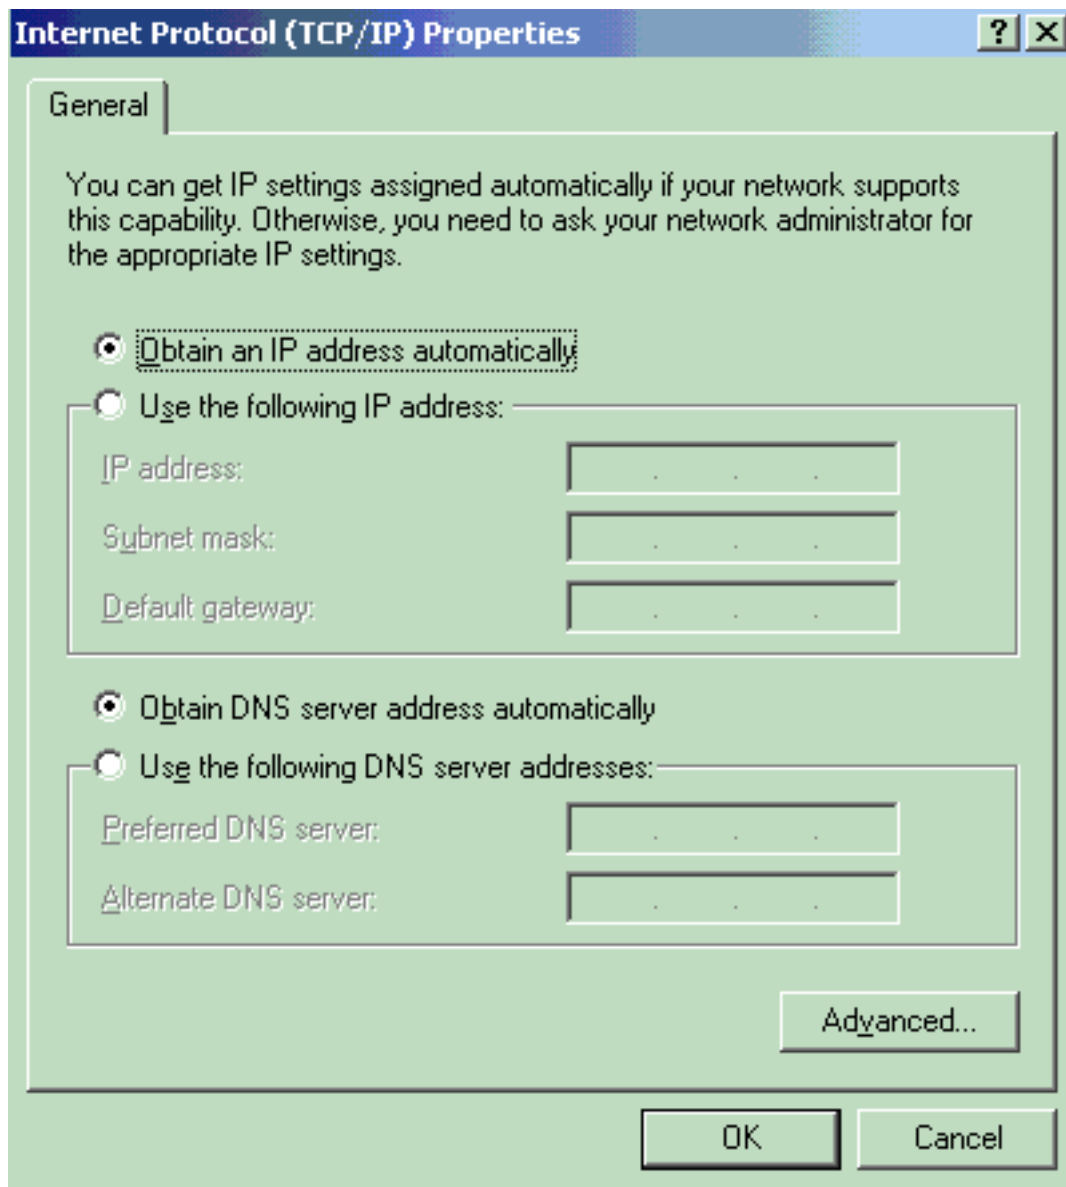 Internet Protocol (TCP/IP) Properties
General
You can get IP settings assigned automatically if your network supports
this capability. Otherwise, you need to ask your network administrator for
the appropriate IP settings.
Obtain an IP address automatically
Use the following IP address:
IP address:
Subnet mask:
Default gateway:
Obtain DNS server address automatically
Use the following DNS server addresses:
Preferred DNS server:
Alternate DNS server:
Advanced...
OK Cancel